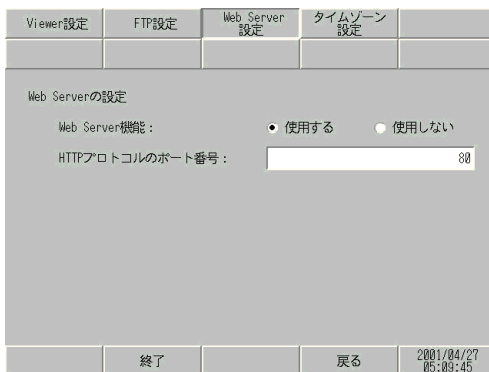 Viewer設定
FTP設定
Web Server
設定
タイムゾーン
設定
Web Serverの設定
Web Server機能：
使用する
使用しない
HTTPプロトコルのポート番号：
80
終了
戻る
2001/04/27
05:09:45